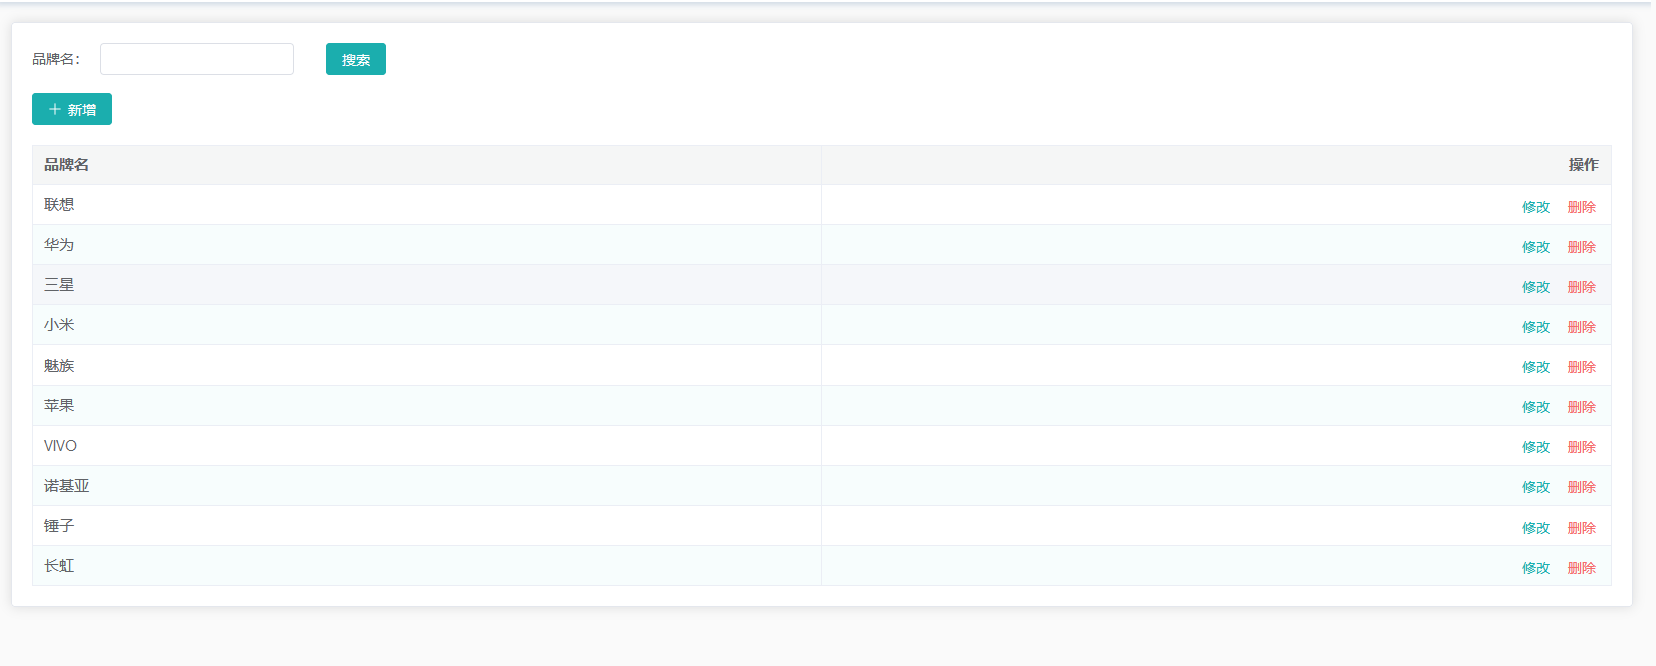 品牌名： 搜索
新增
品牌名 操作
联想 修改 删除
华为 修改 删除
三星 修改 删除
小米 修改 删除
魅族 修改 删除
苹果 修改 删除
VIVO 修改 删除
诺基亚 修改 删除
锤子 修改 删除
长虹 修改 删除